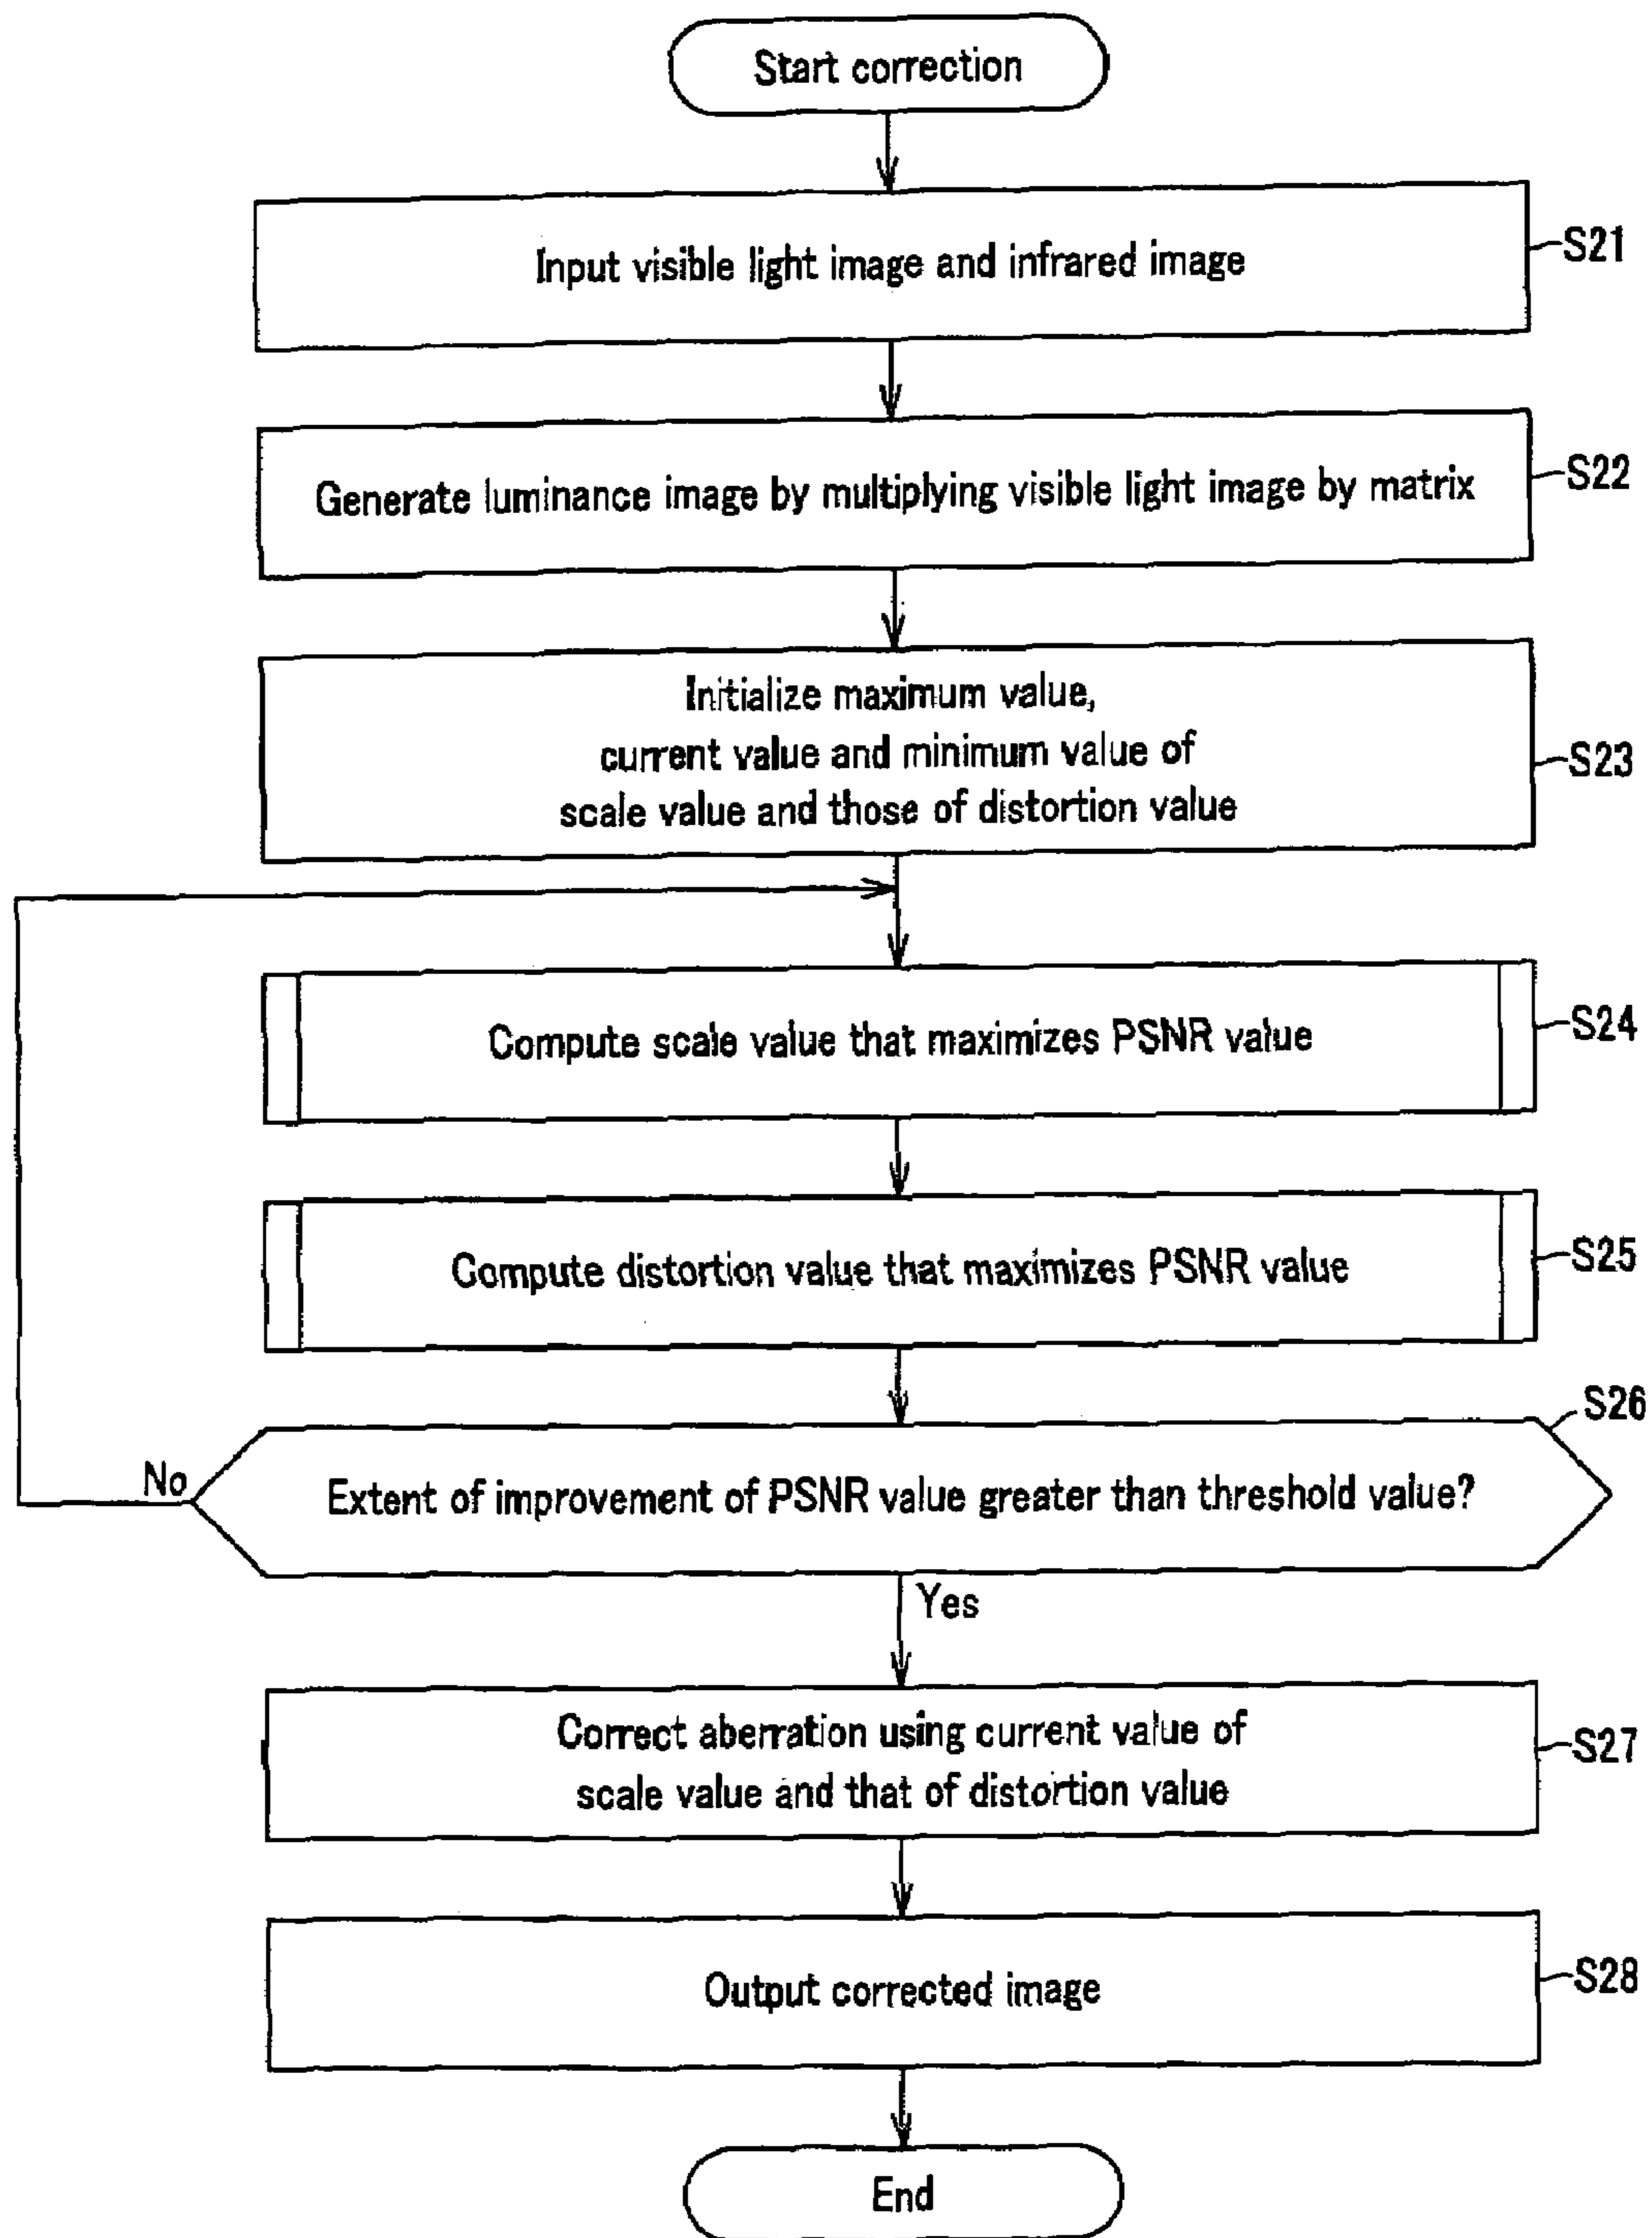 Start correction
Input visible light image and infrared image
S21
Generate luminance image by multiplying visible light image by matrix
S22
Initialize maximum value,
current value and minimum value of
scale value and those of distortion value
S23
Compute scale value that maximizes PSNR value
S24
Compute distortion value that maximizes PSNR value
S25
S26
No
Extent of improvement of PSNR value greater than threshold value?
Yes
Correct aberration using current value of
scale value and that of distortion value
S27
Output corrected image
S28
End